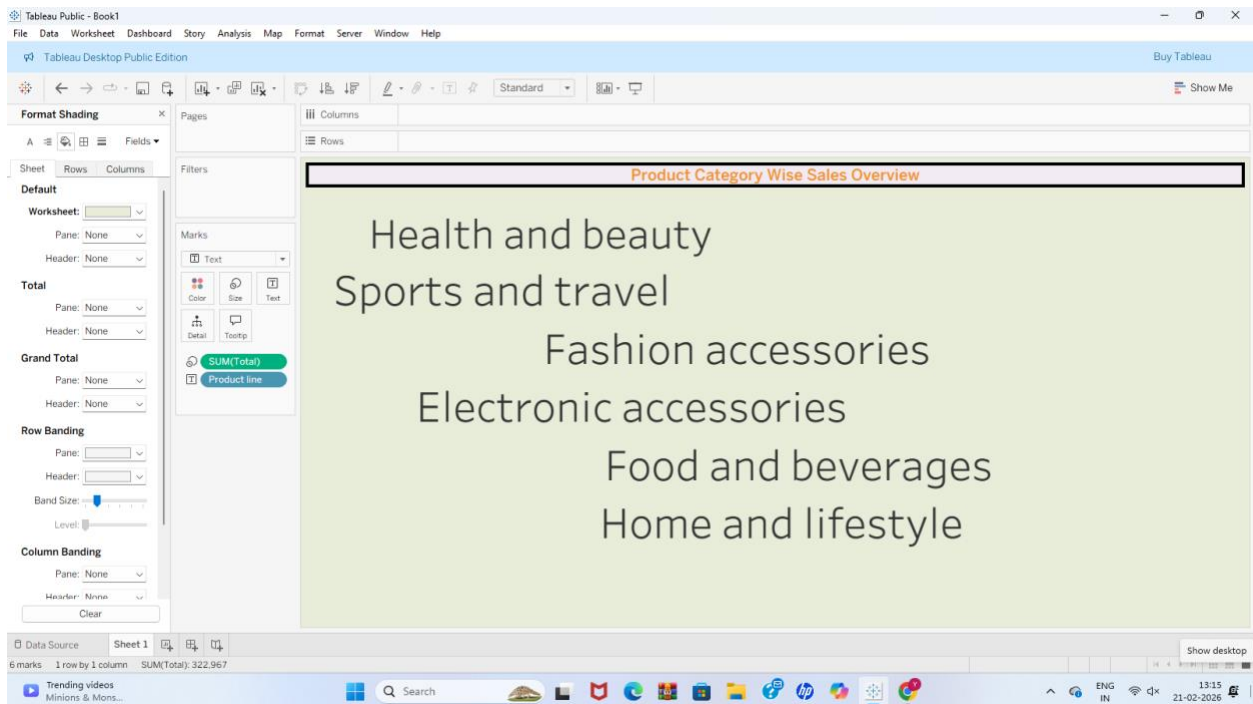 Tableau Public - Book1
File Data Worksheet Dashboard Story Analysis Map Format Server Window Help
Tableau Desktop Public Edition Buy Tableau
Standard Show Me
Format Shading
Fields
Sheet Rows Columns
Default
Worksheet:
Pane: None
Header: None
Total
Pane: None
Header: None
Grand Total
Pane: None
Header: None
Row Banding
Pane:
Header:
Band Size:
Level:
Column Banding
Pane: None
Header: None
Clear
Pages
Filters
Marks
Text
Color Size Text
Detail Tooltip
SUM(Total)
Product line
Columns
Rows
Product Category Wise Sales Overview
Health and beauty
Sports and travel
Fashion accessories
Electronic accessories
Food and beverages
Home and lifestyle
Data Source Sheet 1
Show desktop
6 marks 1 row by 1 column SUM(Total): 322,967
Trending videos
Minions & Mons...
Search
ENG
IN
13:15
21-02-2026